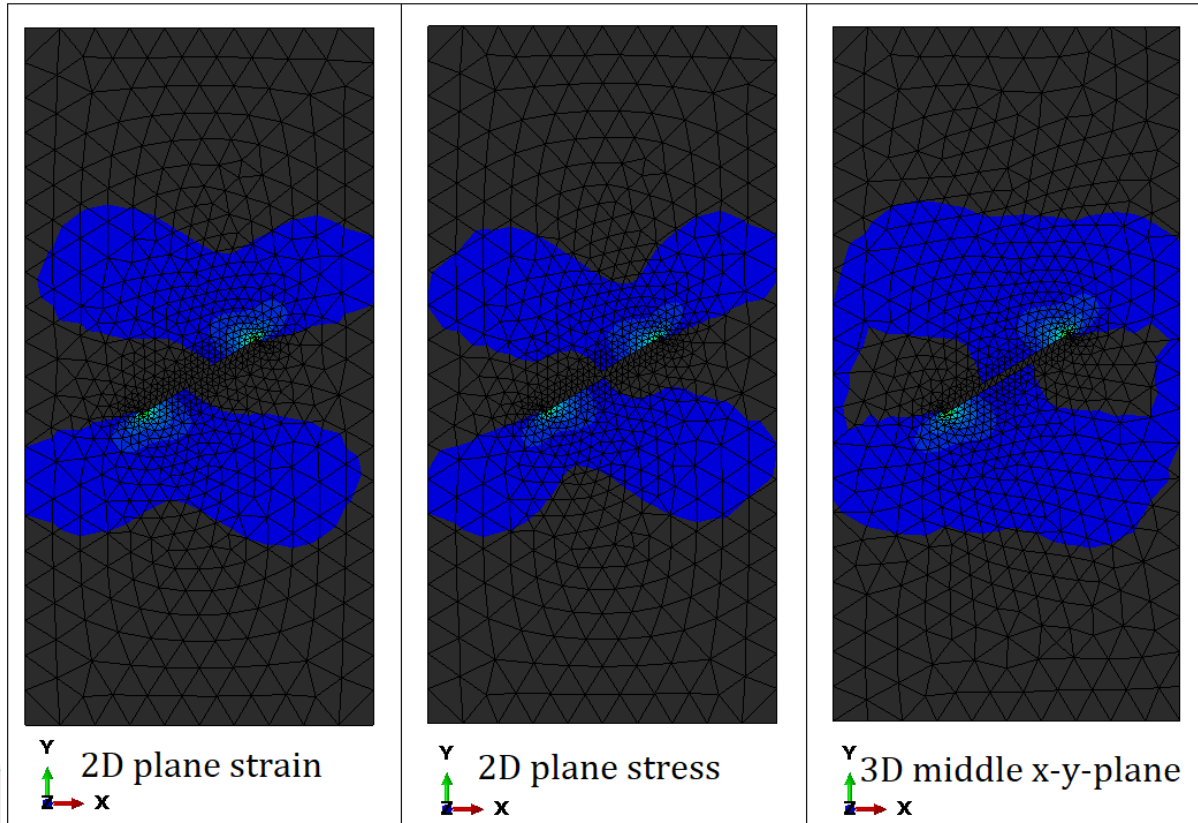 Y
Z X
2D plane strain
Y
Z X
2D plane stress
Y
Z X
3D middle x-y-plane